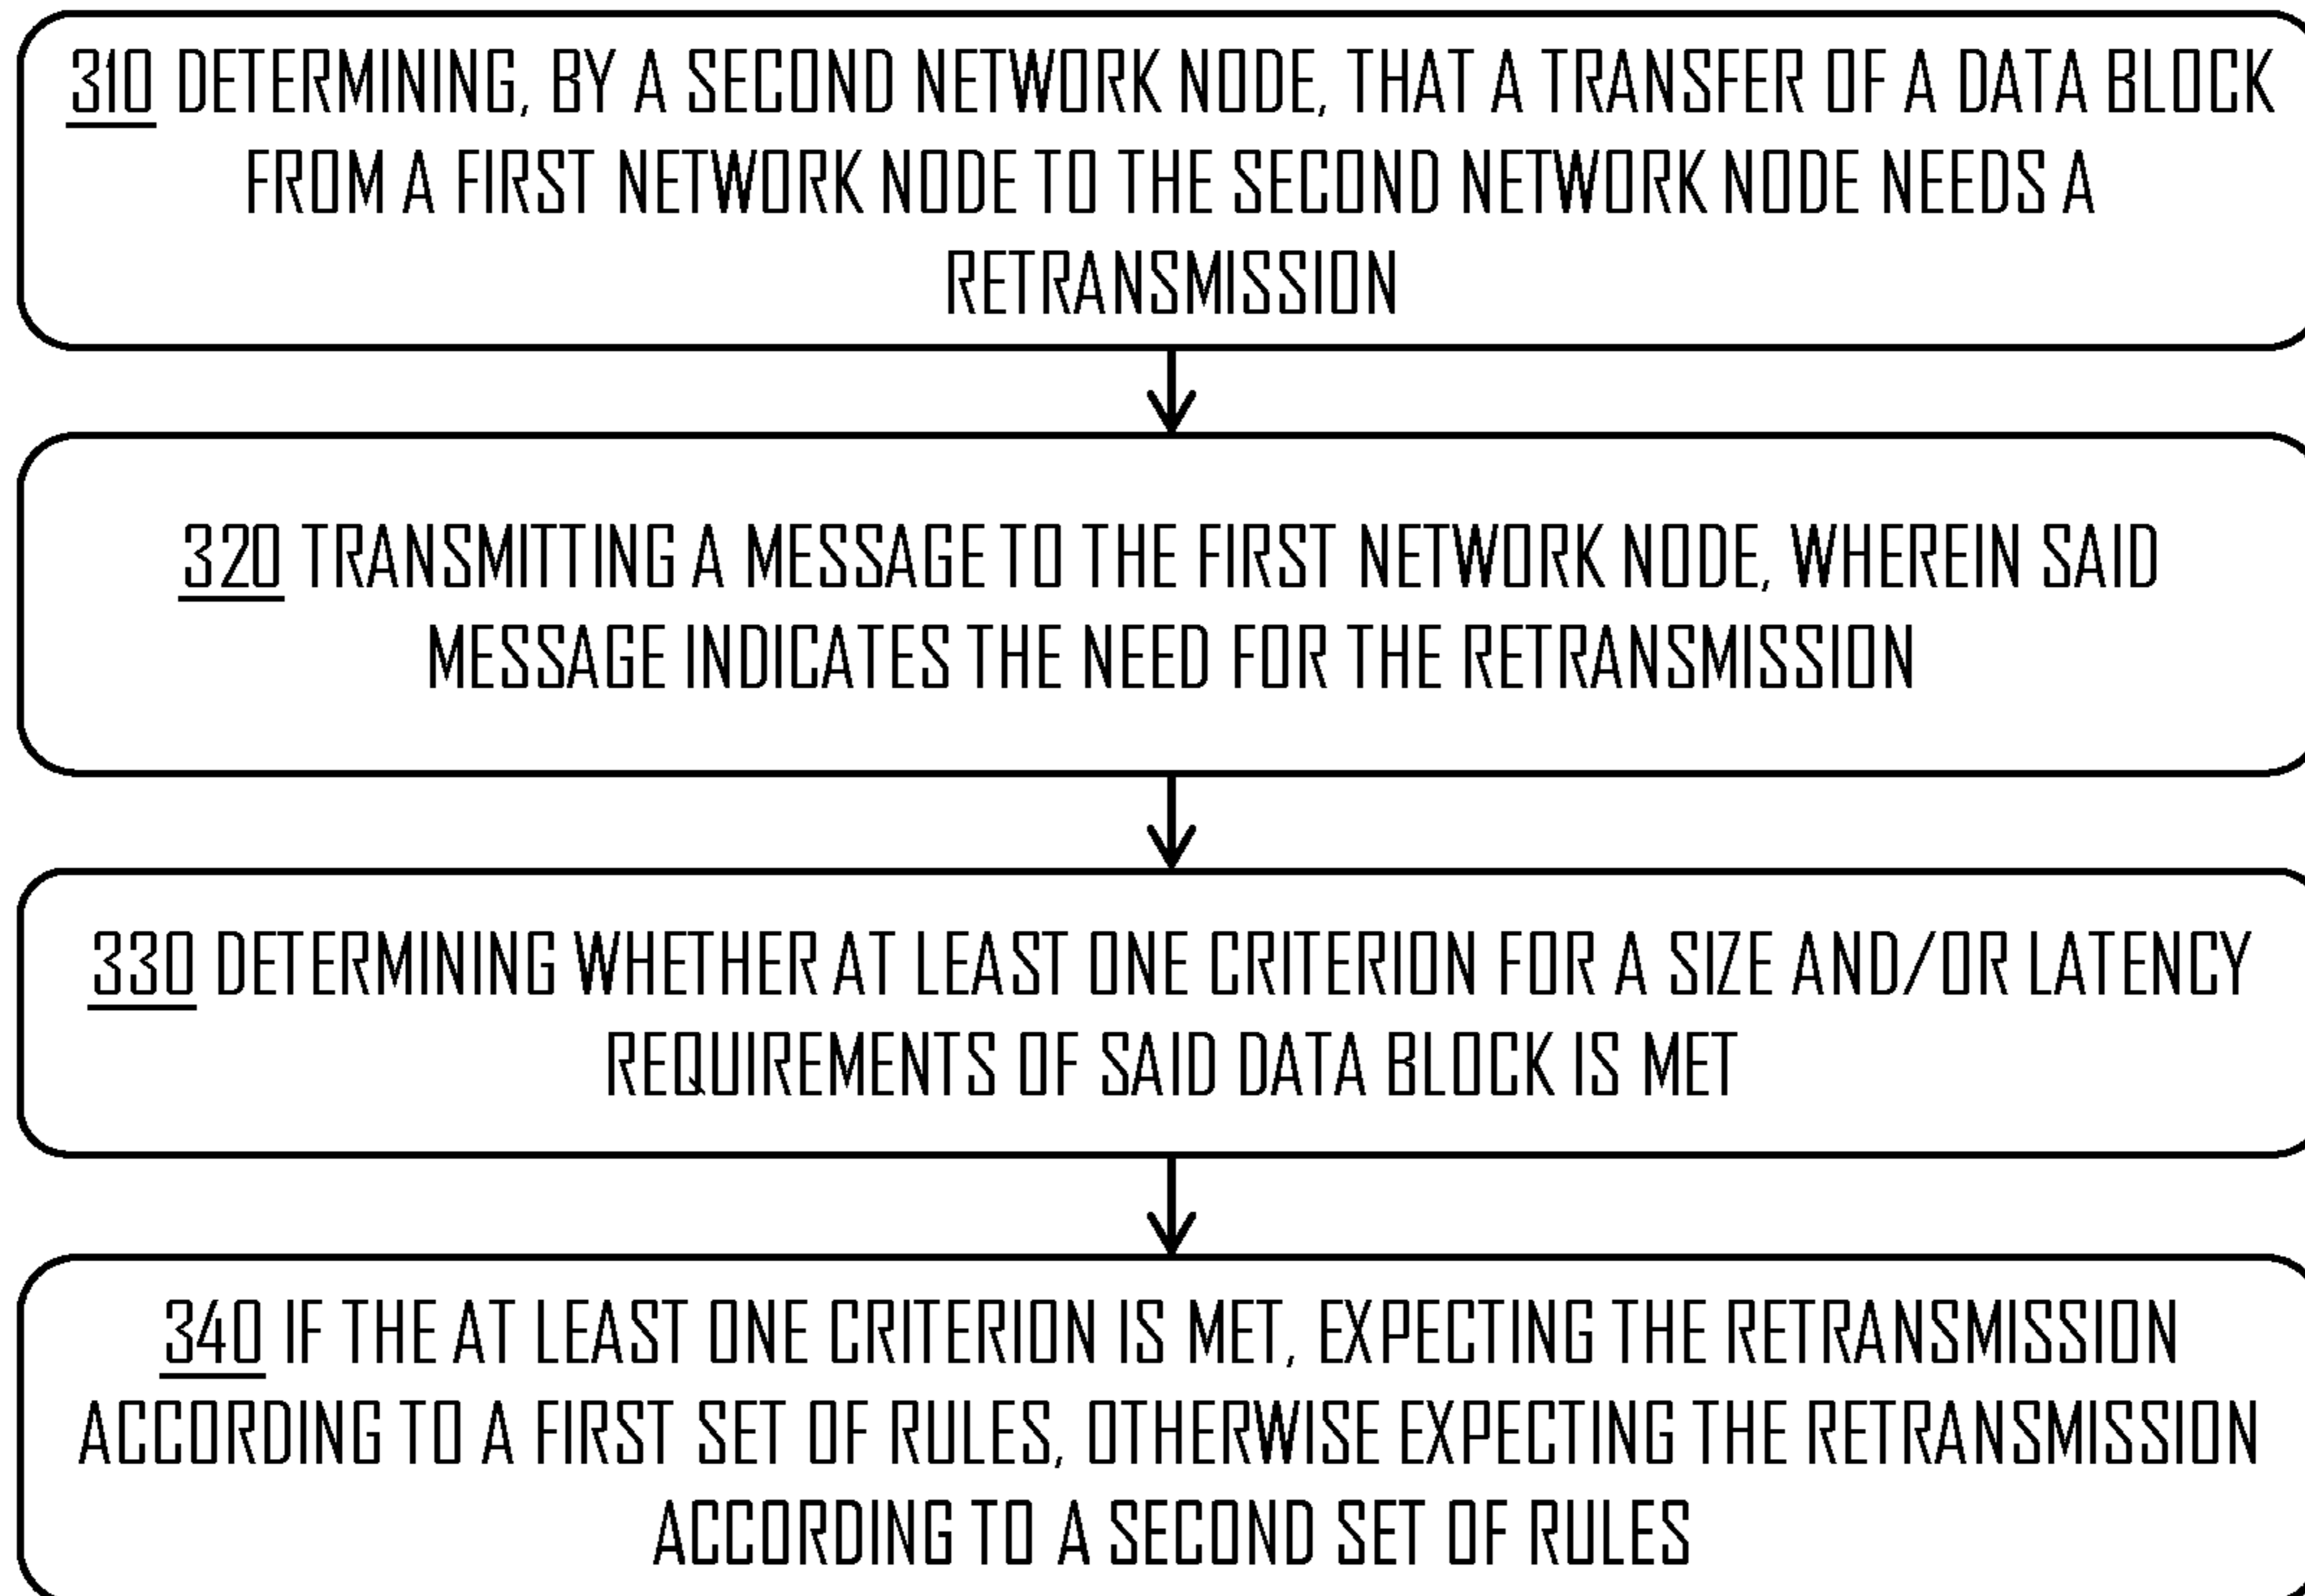 310 DETERMINING, BY A SECOND NETWORK NODE, THAT A TRANSFER OF A DATA BLOCK
FROM A FIRST NETWORK NODE TO THE SECOND NETWORK NODE NEEDS A
RETRANSMISSION
320 TRANSMITTING A MESSAGE TO THE FIRST NETWORK NODE, WHEREIN SAID
MESSAGE INDICATES THE NEED FOR THE RETRANSMISSION
330 DETERMINING WHETHER AT LEAST ONE CRITERION FOR A SIZE AND/OR LATENCY
REQUIREMENTS OF SAID DATA BLOCK IS MET
340 IF THE AT LEAST ONE CRITERION IS MET, EXPECTING THE RETRANSMISSION
ACCORDING TO A FIRST SET OF RULES, OTHERWISE EXPECTING THE RETRANSMISSION
ACCORDING TO A SECOND SET OF RULES